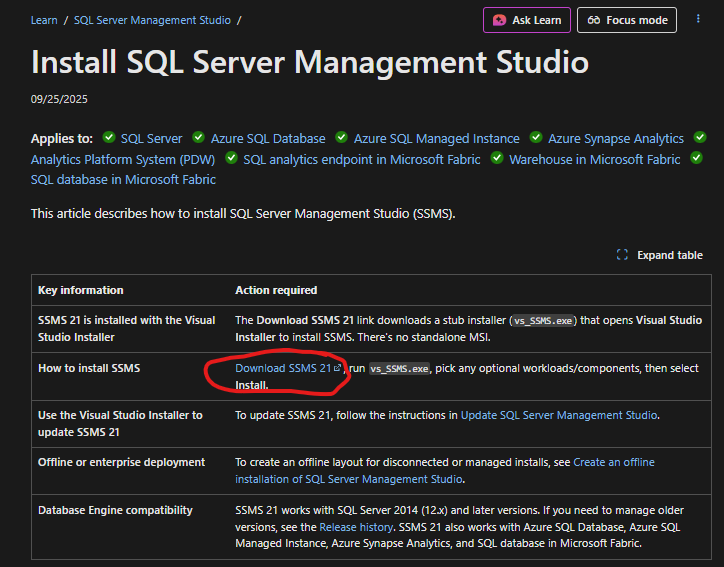 Learn / SQL Server Management Studio /
Ask Learn
Focus mode
Install SQL Server Management Studio
09/25/2025
Applies to: SQL Server Azure SQL Database Azure SQL Managed Instance Azure Synapse Analytics
Analytics Platform System (PDW) SQL analytics endpoint in Microsoft Fabric Warehouse in Microsoft Fabric
SQL database in Microsoft Fabric
This article describes how to install SQL Server Management Studio (SSMS).
Expand table
Key information Action required
SSMS 21 is installed with the Visual
Studio Installer
The Download SSMS 21 link downloads a stub installer (vs_SSMS.exe) that opens Visual Studio
Installer to install SSMS. There's no standalone MSI.
How to install SSMS
Download SSMS 21, run vs_SSMS.exe, pick any optional workloads/components, then select
Install.
Use the Visual Studio Installer to
update SSMS 21
To update SSMS 21, follow the instructions in Update SQL Server Management Studio.
Offline or enterprise deployment
To create an offline layout for disconnected or managed installs, see Create an offline
installation of SQL Server Management Studio.
Database Engine compatibility
SSMS 21 works with SQL Server 2014 (12.x) and later versions. If you need to manage older
versions, see the Release history. SSMS 21 also works with Azure SQL Database, Azure SQL
Managed Instance, Azure Synapse Analytics, and SQL database in Microsoft Fabric.